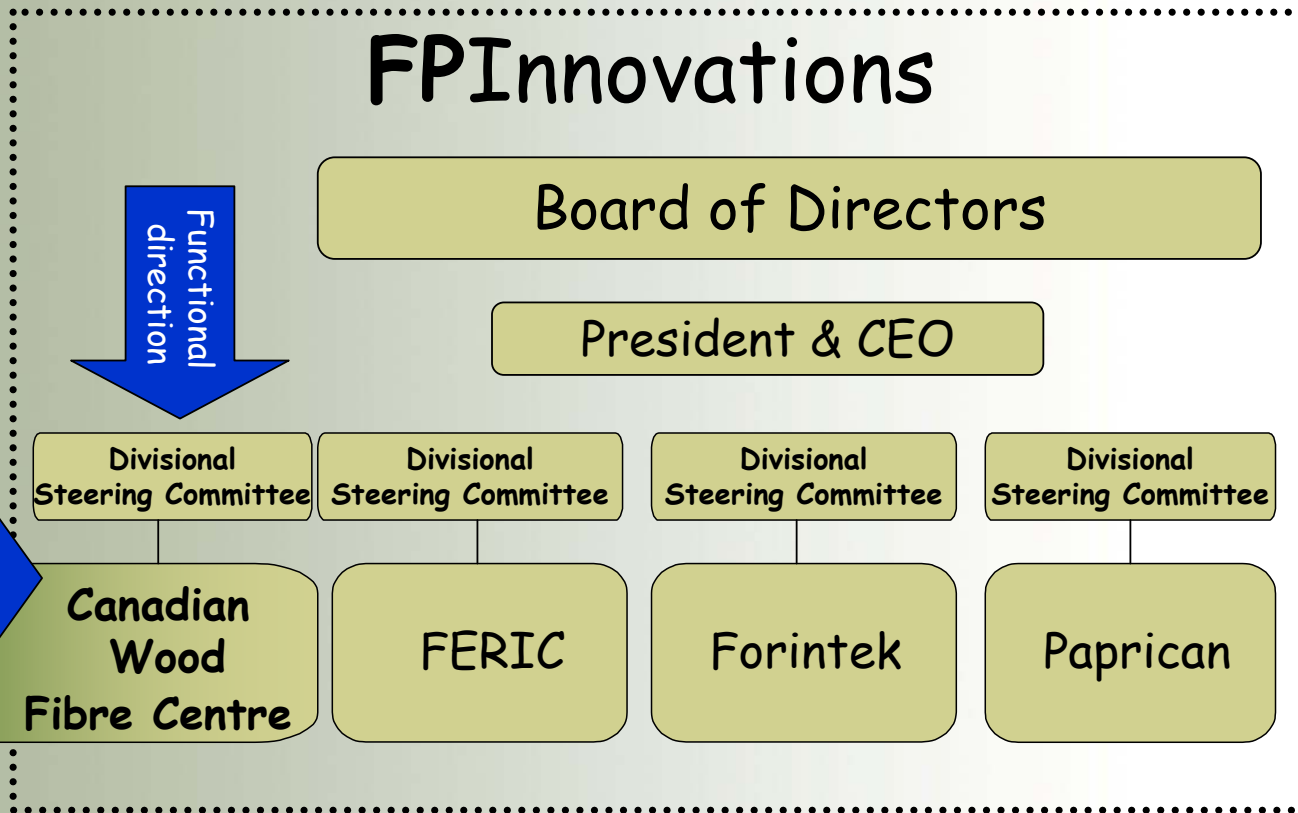 FPInnovations
Board of Directors
Functional
direction
President & CEO
Divisional
Steering Committee
Divisional
Steering Committee
Divisional
Steering Committee
Divisional
Steering Committee
Canadian
Wood
Fibre Centre
FERIC
Forintek
Paprican